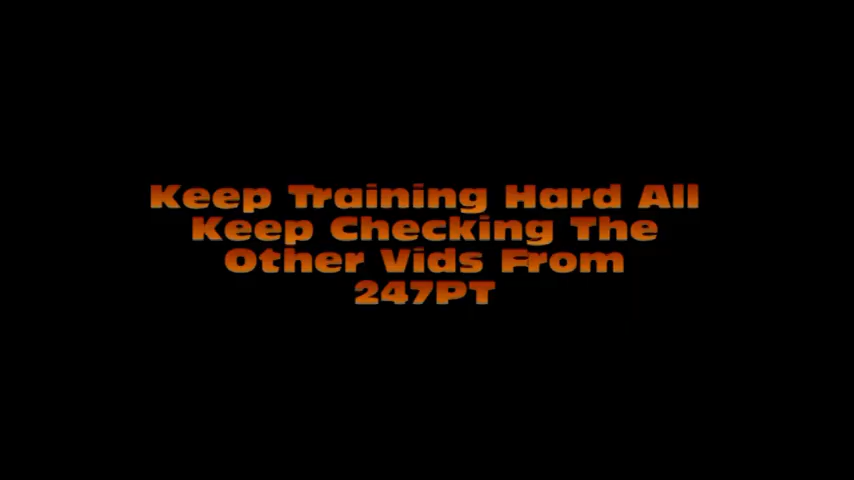 Keep Training Hard All
Keep Checking The
Other Vids From
247PT